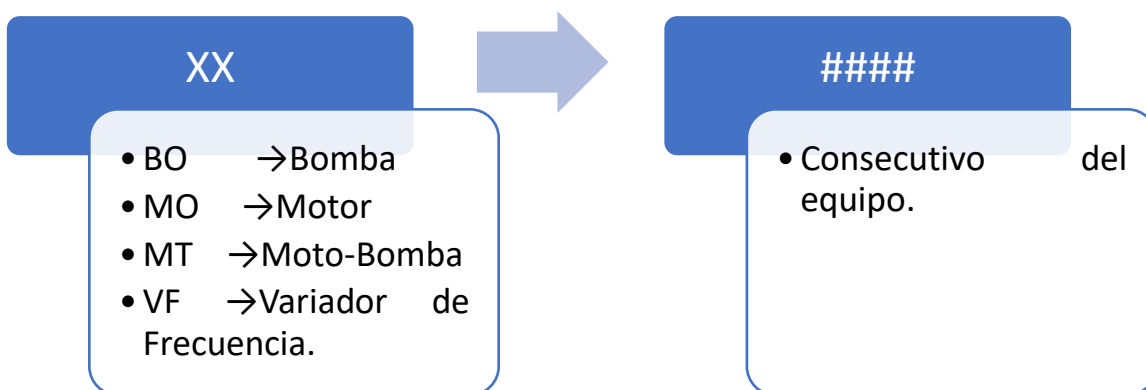 XX
• BO →Bomba
• MO →Motor
• MT →Moto-Bomba
• VF →Variador de
Frecuencia.
####
• Consecutivo del
equipo.